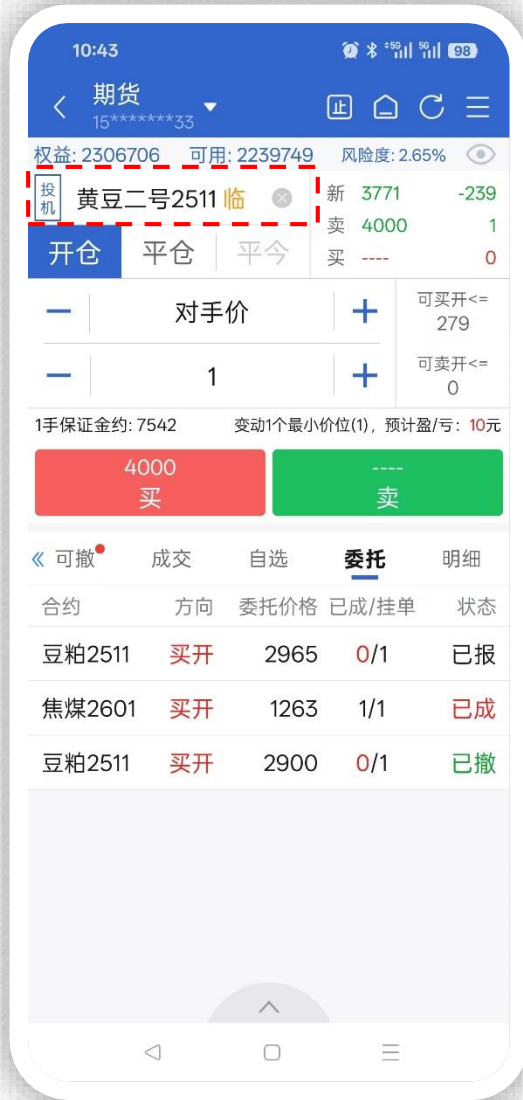 10:43 5G 5G 98
期货
15*******33 止
权益: 2306706 可用: 2239749 风险度: 2.65%
投机 黄豆二号2511 临
新 3771 -239
卖 4000 1
买 ---- 0
开仓 平仓 平今
对手价
可买开<=
279
1
可卖开<=
0
1手保证金约: 7542 变动1个最小价位(1), 预计盈/亏: 10元
4000 ----
买 卖
《 可撤 成交 自选 委托 明细
合约 方向 委托价格 已成/挂单 状态
豆粕2511 买开 2965 0/1 已报
焦煤2601 买开 1263 1/1 已成
豆粕2511 买开 2900 0/1 已撤